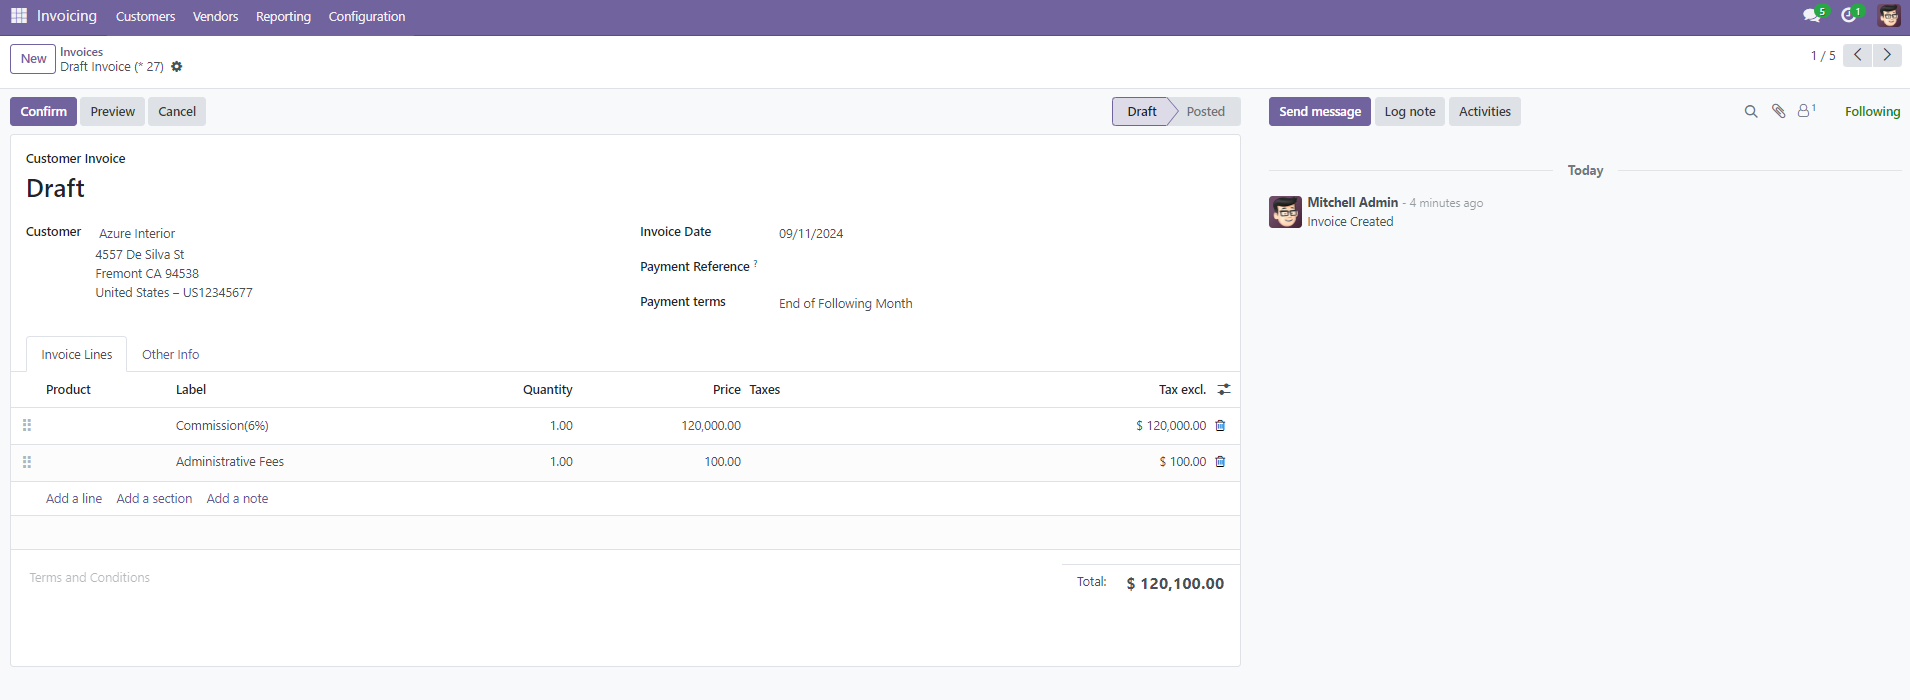 Invoicing Customers Vendors Reporting Configuration 5 1
New Invoices
Draft Invoice (* 27) 1 / 5
Confirm Preview Cancel Draft Posted Send message Log note Activities 1 Following
Customer Invoice
Draft
Customer Azure Interior
4557 De Silva St
Fremont CA 94538
United States – US12345677
Invoice Date 09/11/2024
Payment Reference ?
Payment terms End of Following Month
Invoice Lines Other Info
Product Label Quantity Price Taxes Tax excl.
Commission(6%) 1.00 120,000.00 $ 120,000.00
Administrative Fees 1.00 100.00 $ 100.00
Add a line Add a section Add a note
Terms and Conditions
Total: $ 120,100.00
Today
Mitchell Admin - 4 minutes ago
Invoice Created